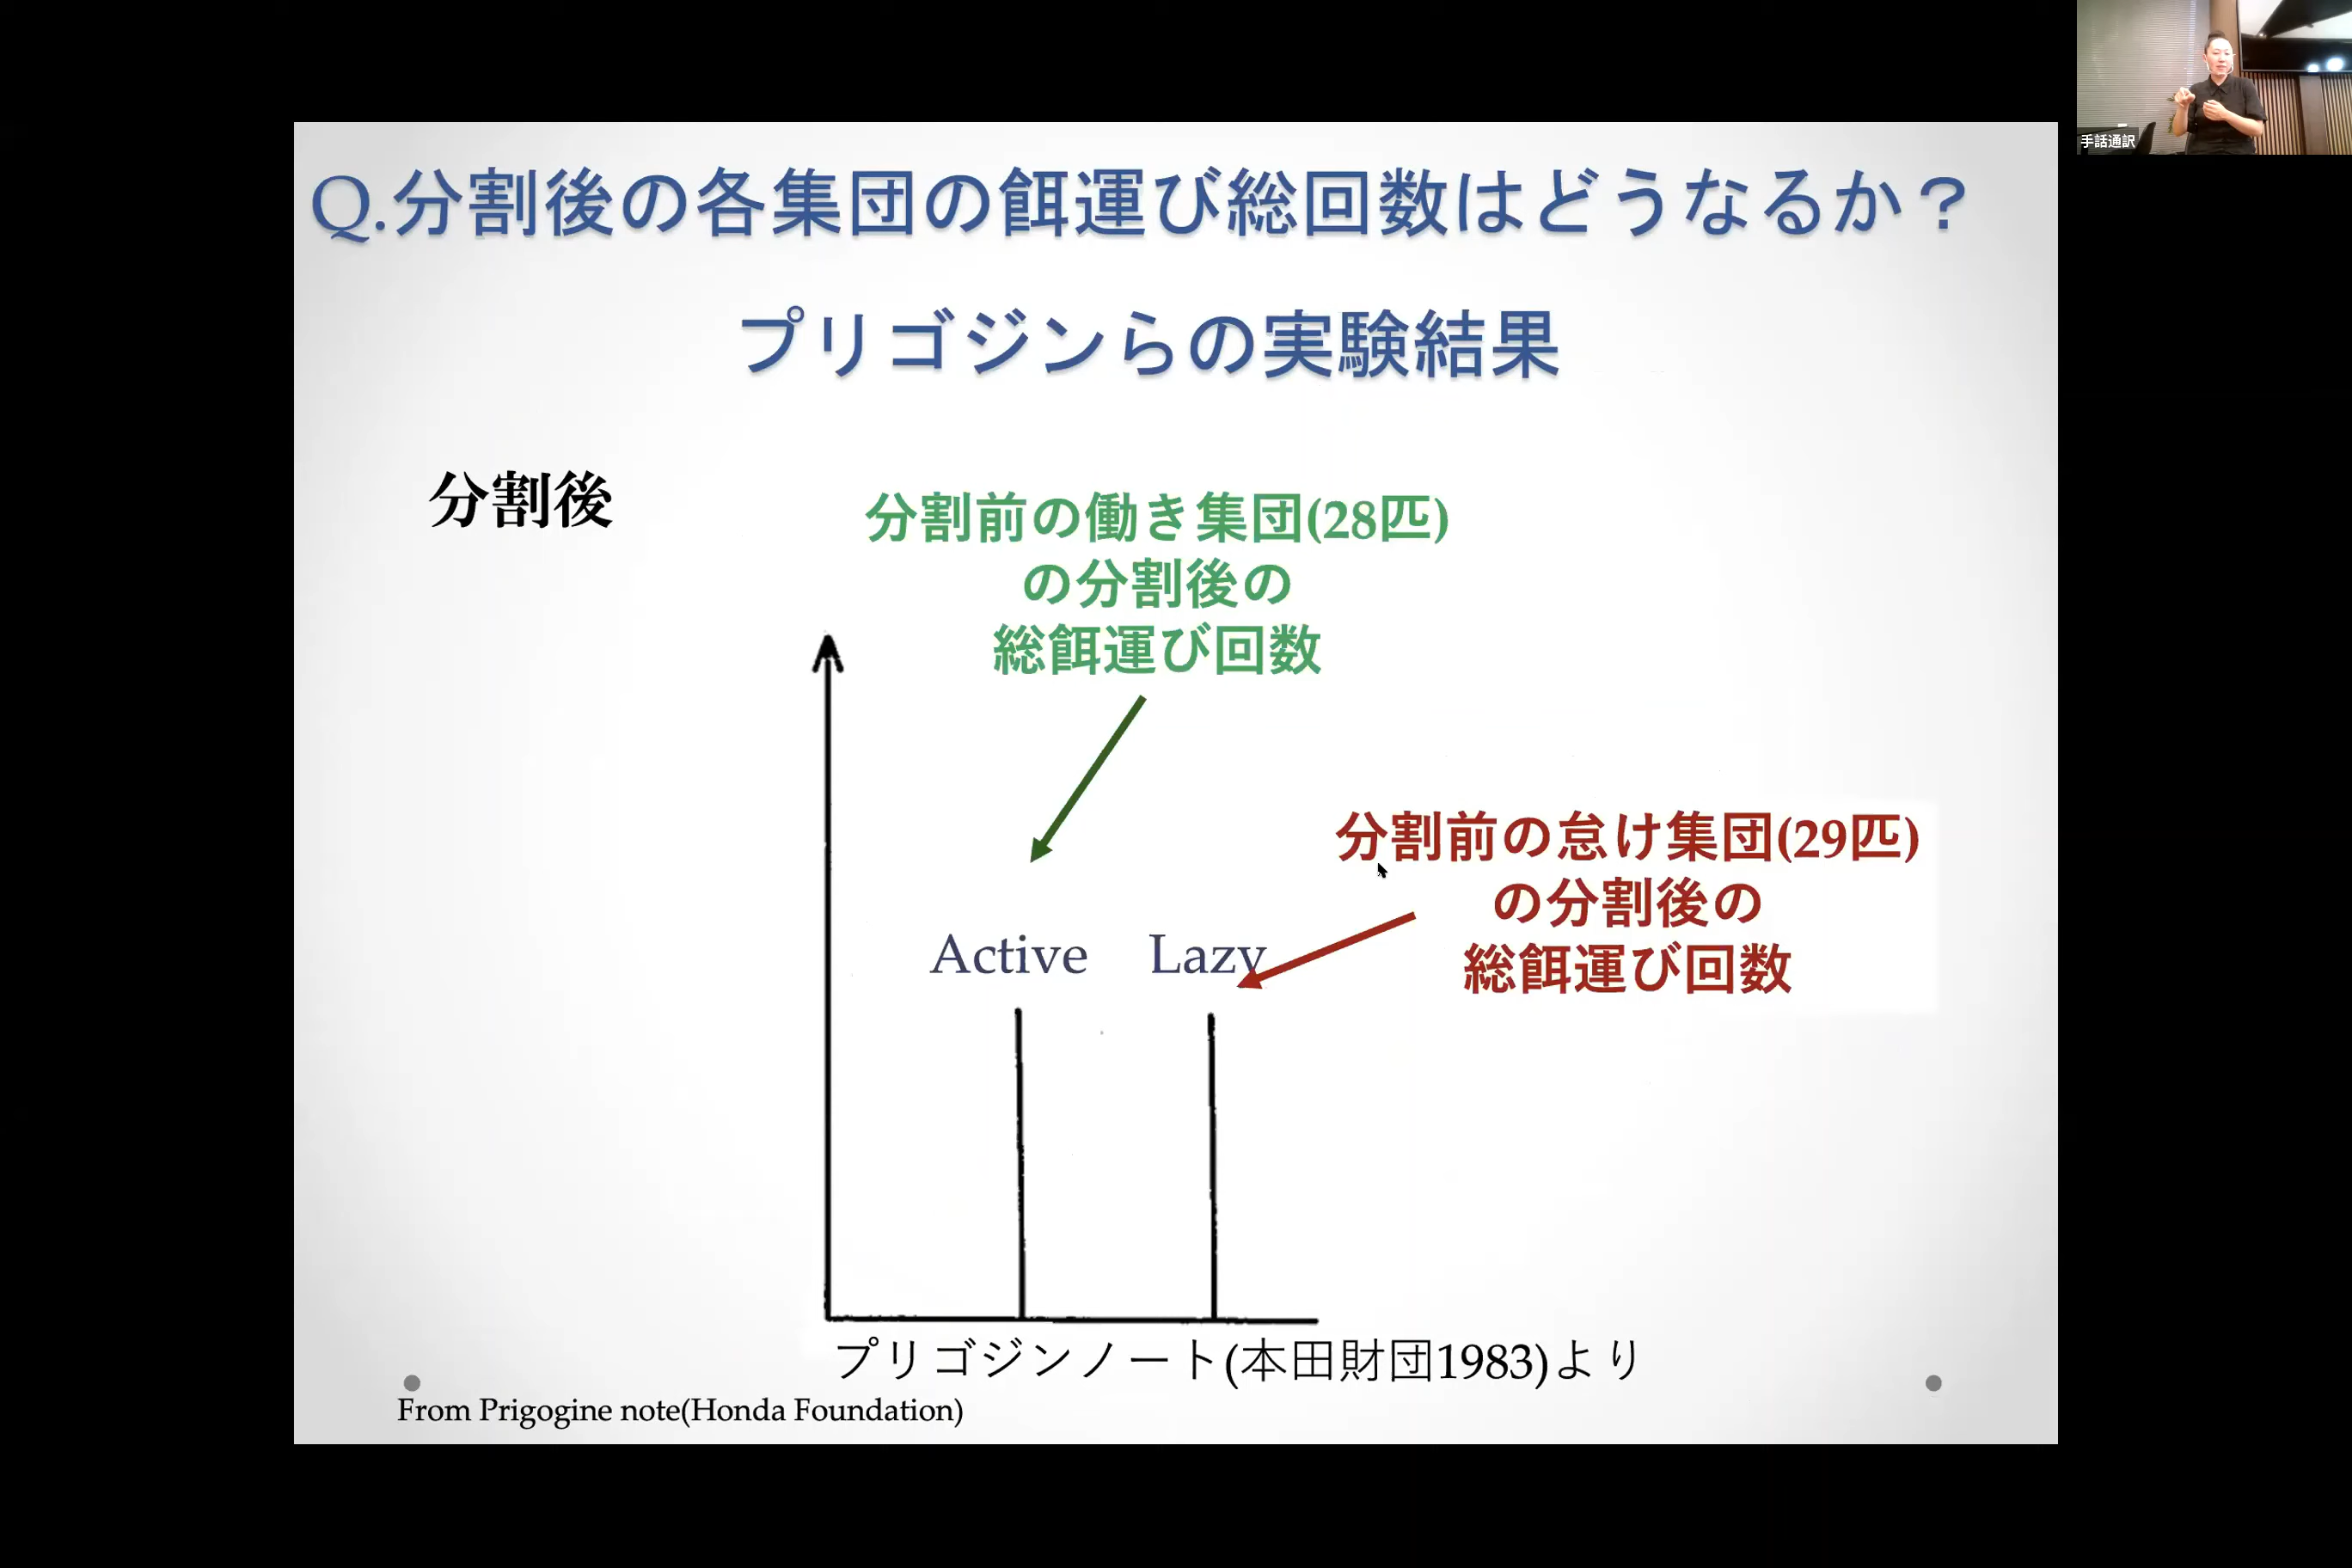 手話通訳
Q.分割後の各集団の餌運び総回数はどうなるか？
プリゴジンらの実験結果
分割後
分割前の働き集団(28匹)
の分割後の
総餌運び回数
分割前の怠け集団(29匹)
の分割後の
総餌運び回数
Active Lazy
プリゴジンノート(本田財団1983)より
From Prigogine note(Honda Foundation)